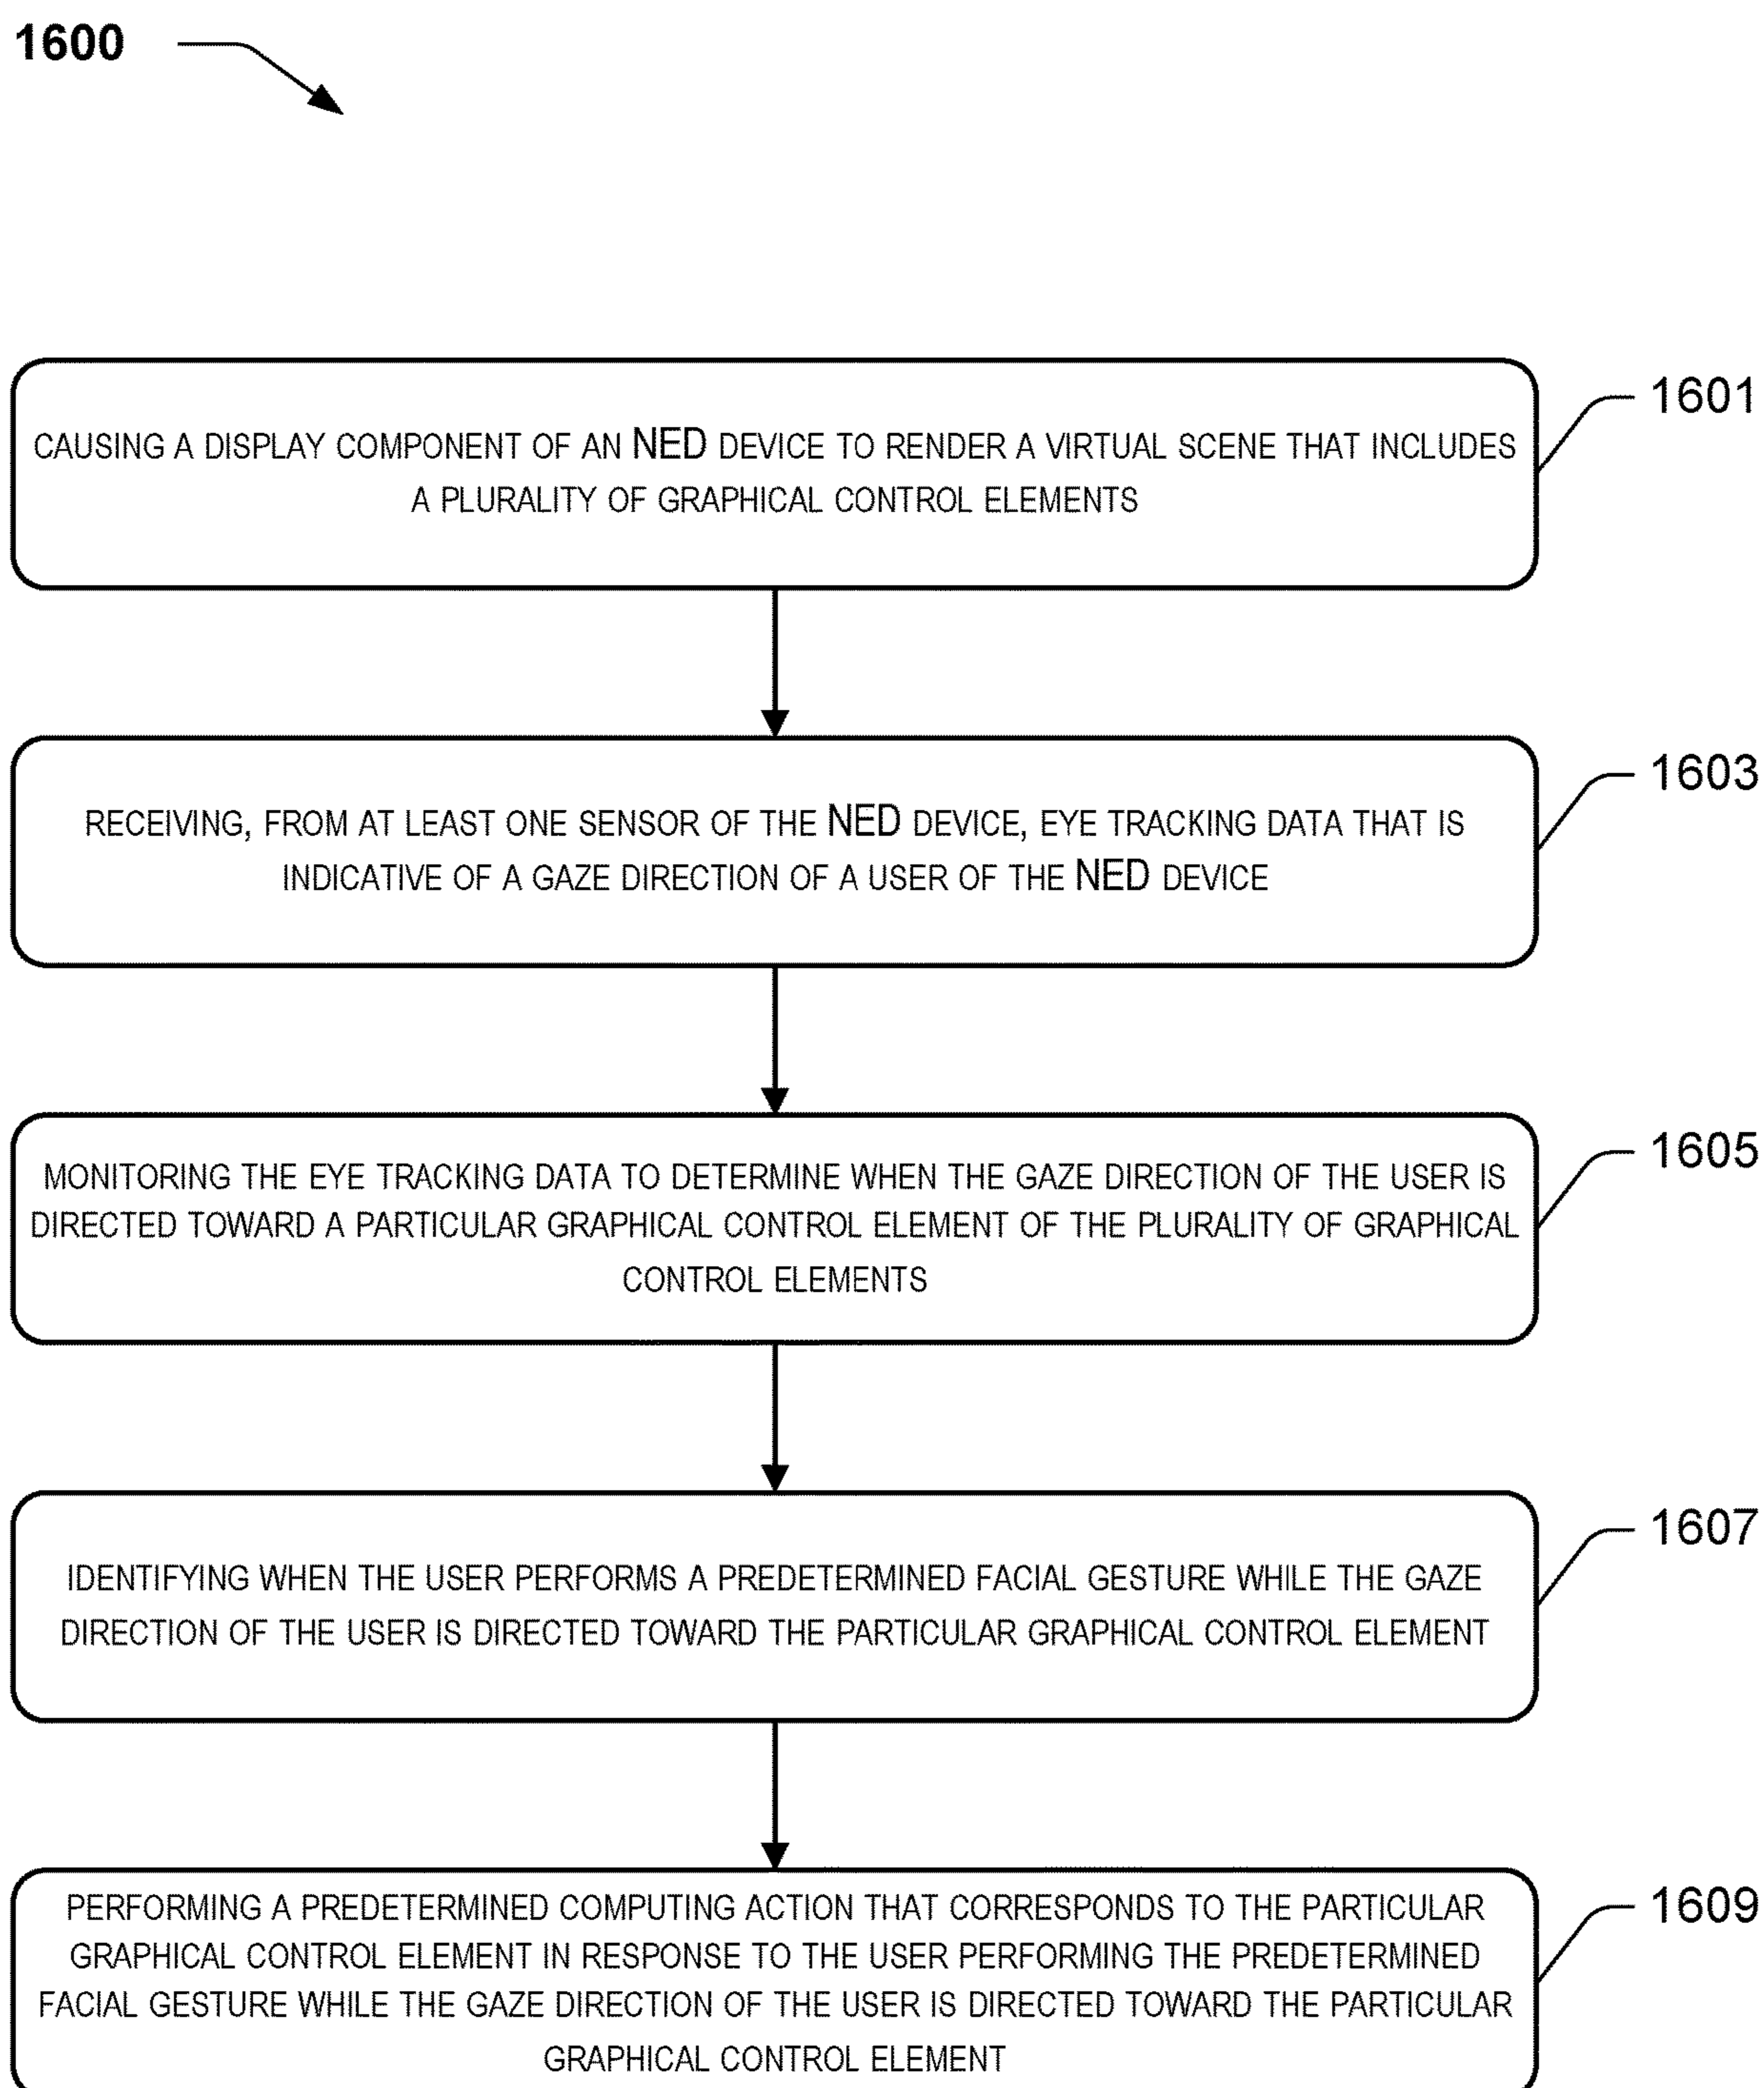 1600
1601
CAUSING A DISPLAY COMPONENT OF AN NED DEVICE TO RENDER A VIRTUAL SCENE THAT INCLUDES
A PLURALITY OF GRAPHICAL CONTROL ELEMENTS
1603
RECEIVING, FROM AT LEAST ONE SENSOR OF THE NED DEVICE, EYE TRACKING DATA THAT IS
INDICATIVE OF A GAZE DIRECTION OF A USER OF THE NED DEVICE
1605
MONITORING THE EYE TRACKING DATA TO DETERMINE WHEN THE GAZE DIRECTION OF THE USER IS
DIRECTED TOWARD A PARTICULAR GRAPHICAL CONTROL ELEMENT OF THE PLURALITY OF GRAPHICAL
CONTROL ELEMENTS
1607
IDENTIFYING WHEN THE USER PERFORMS A PREDETERMINED FACIAL GESTURE WHILE THE GAZE
DIRECTION OF THE USER IS DIRECTED TOWARD THE PARTICULAR GRAPHICAL CONTROL ELEMENT
1609
PERFORMING A PREDETERMINED COMPUTING ACTION THAT CORRESPONDS TO THE PARTICULAR
GRAPHICAL CONTROL ELEMENT IN RESPONSE TO THE USER PERFORMING THE PREDETERMINED
FACIAL GESTURE WHILE THE GAZE DIRECTION OF THE USER IS DIRECTED TOWARD THE PARTICULAR
GRAPHICAL CONTROL ELEMENT